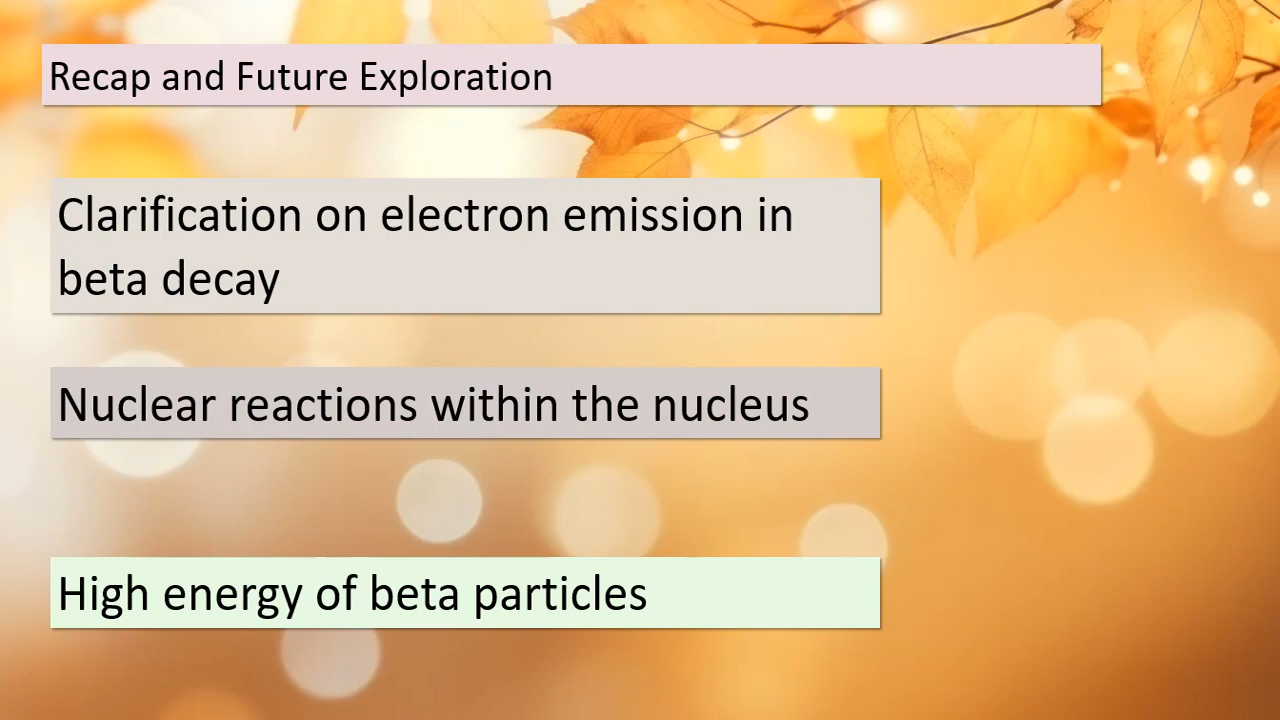 Recap and Future Exploration
Clarification on electron emission in
beta decay
Nuclear reactions within the nucleus
High energy of beta particles